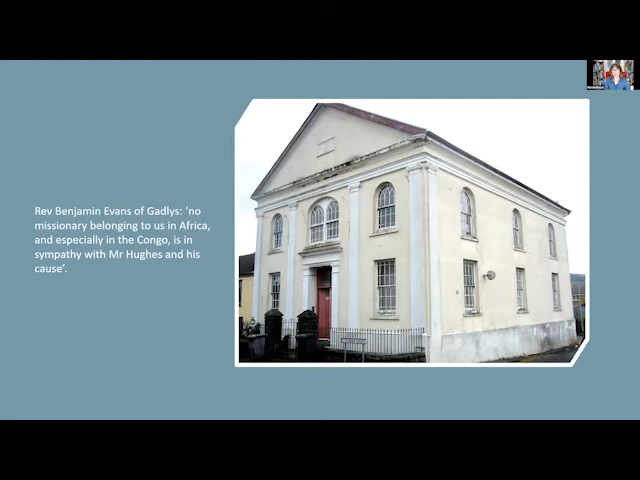 Rev Benjamin Evans of Gadlys: ‘no
missionary belonging to us in Africa,
and especially in the Congo, is in
sympathy with Mr Hughes and his
cause’.